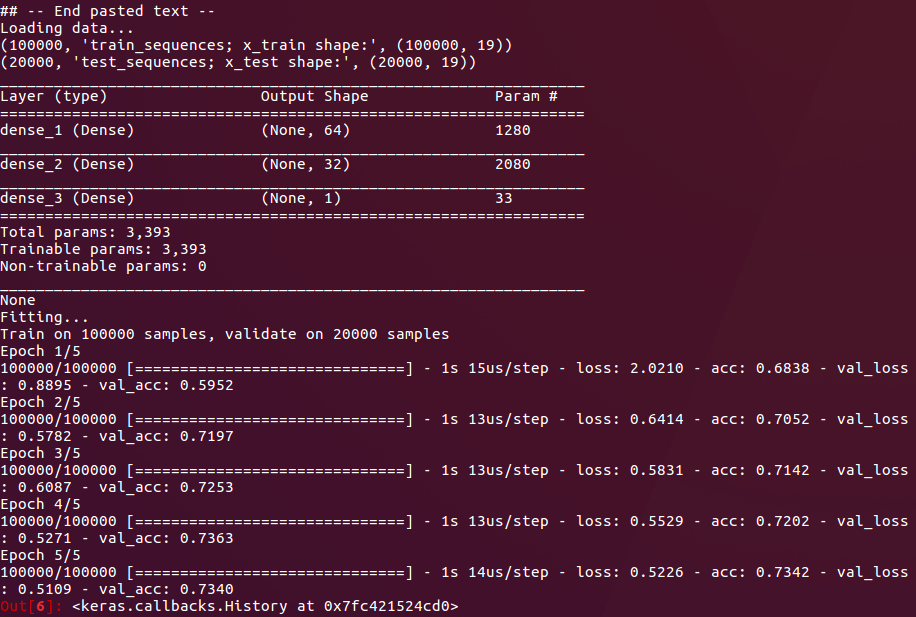 ## -- End pasted text --
Loading data...
(100000, 'train_sequences; x_train shape:', (100000, 19))
(20000, 'test_sequences; x_test shape:', (20000, 19))
_________________________________________________________________
Layer (type)                 Output Shape              Param #
=================================================================
dense_1 (Dense)              (None, 64)                1280
_________________________________________________________________
dense_2 (Dense)              (None, 32)                2080
_________________________________________________________________
dense_3 (Dense)              (None, 1)                 33
=================================================================
Total params: 3,393
Trainable params: 3,393
Non-trainable params: 0
_________________________________________________________________
None
Fitting...
Train on 100000 samples, validate on 20000 samples
Epoch 1/5
100000/100000 [==============================] - 1s 15us/step - loss: 2.0210 - acc: 0.6838 - val_loss
: 0.8895 - val_acc: 0.5952
Epoch 2/5
100000/100000 [==============================] - 1s 13us/step - loss: 0.6414 - acc: 0.7052 - val_loss
: 0.5782 - val_acc: 0.7197
Epoch 3/5
100000/100000 [==============================] - 1s 13us/step - loss: 0.5831 - acc: 0.7142 - val_loss
: 0.6087 - val_acc: 0.7253
Epoch 4/5
100000/100000 [==============================] - 1s 13us/step - loss: 0.5529 - acc: 0.7202 - val_loss
: 0.5271 - val_acc: 0.7363
Epoch 5/5
100000/100000 [==============================] - 1s 14us/step - loss: 0.5226 - acc: 0.7342 - val_loss
: 0.5109 - val_acc: 0.7340
Out[6]: <keras.callbacks.History at 0x7fc421524cd0>